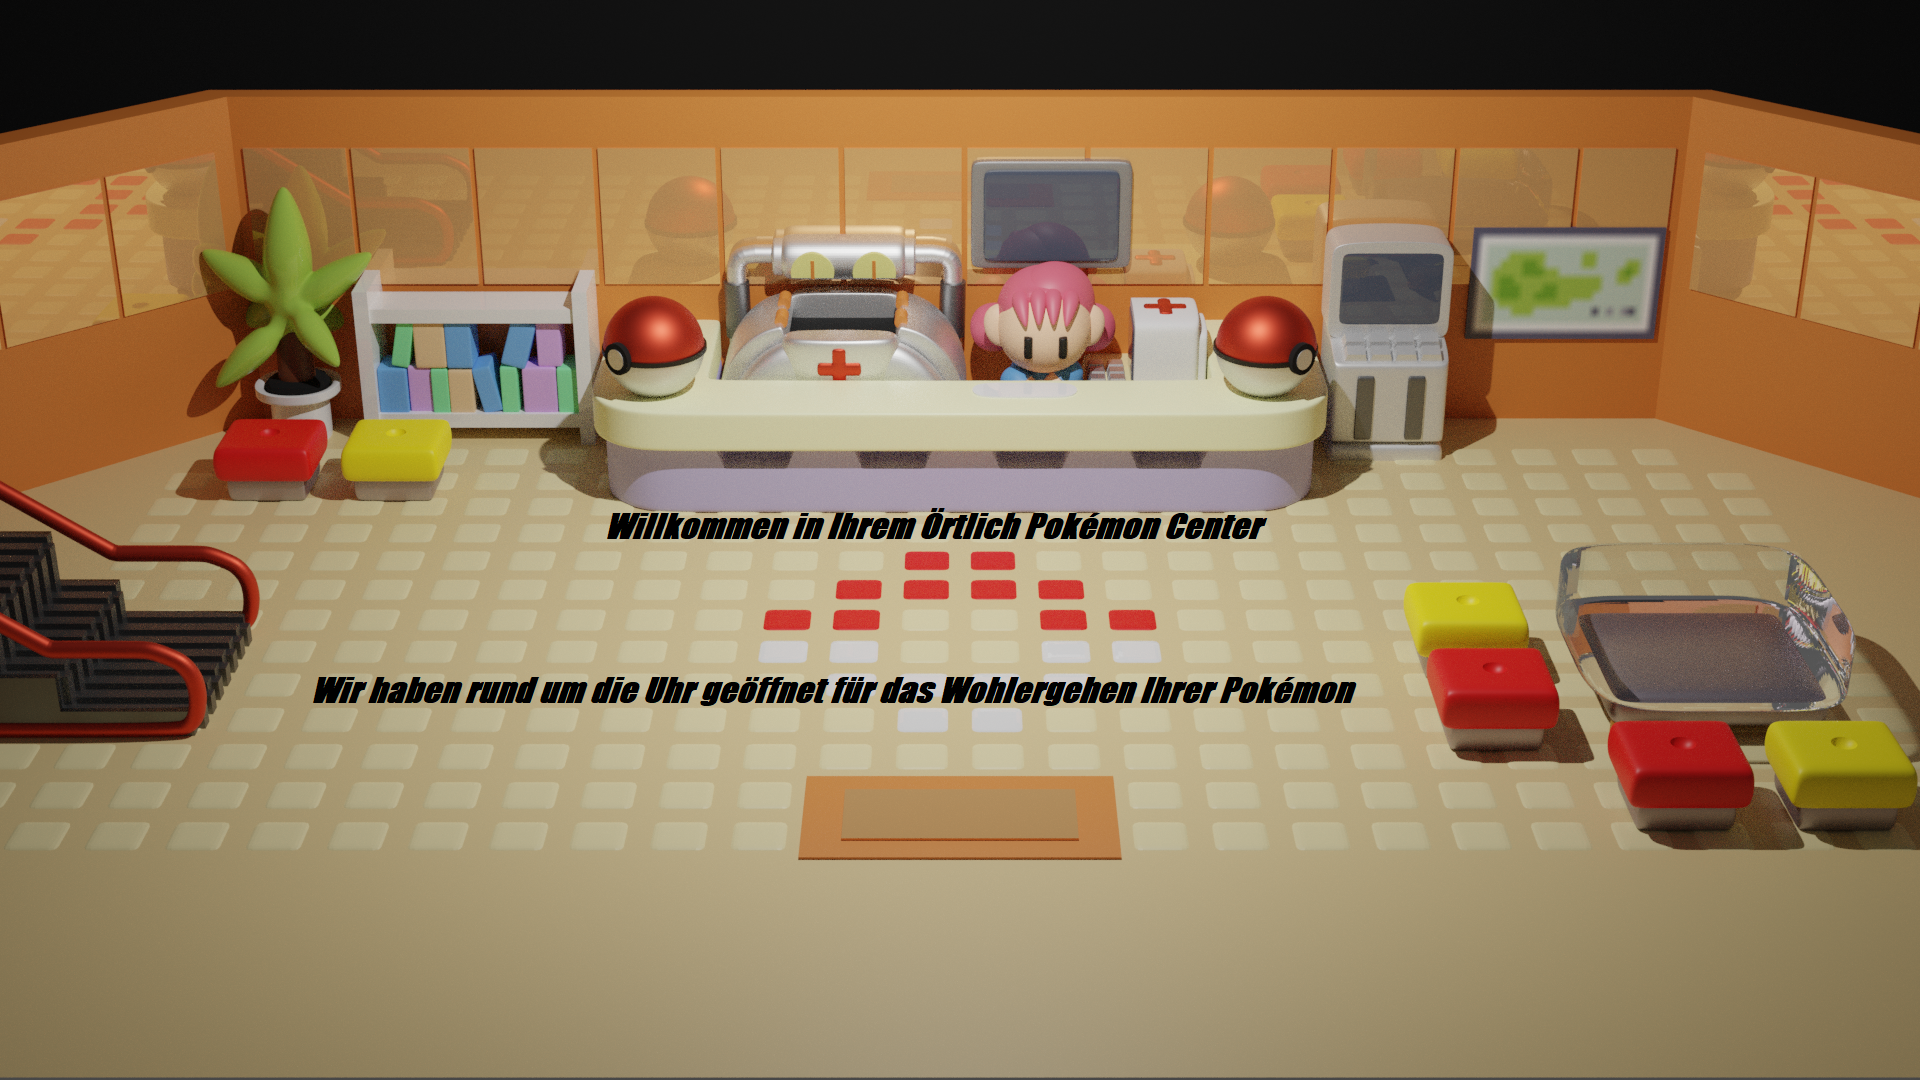 Willkommen in Ihrem Örtlich Pokémon Center
Wir haben rund um die Uhr geöffnet für das Wohlergehen Ihrer Pokémon